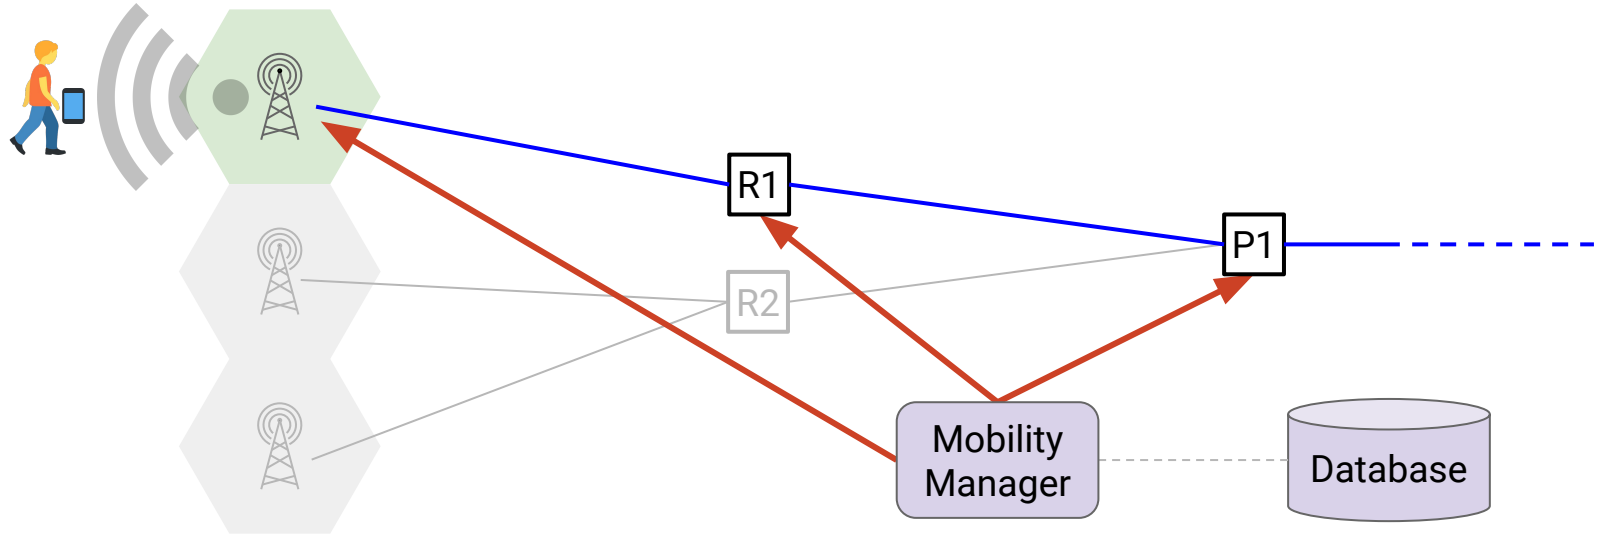 R1
P1
R2
Mobility
Manager
Database